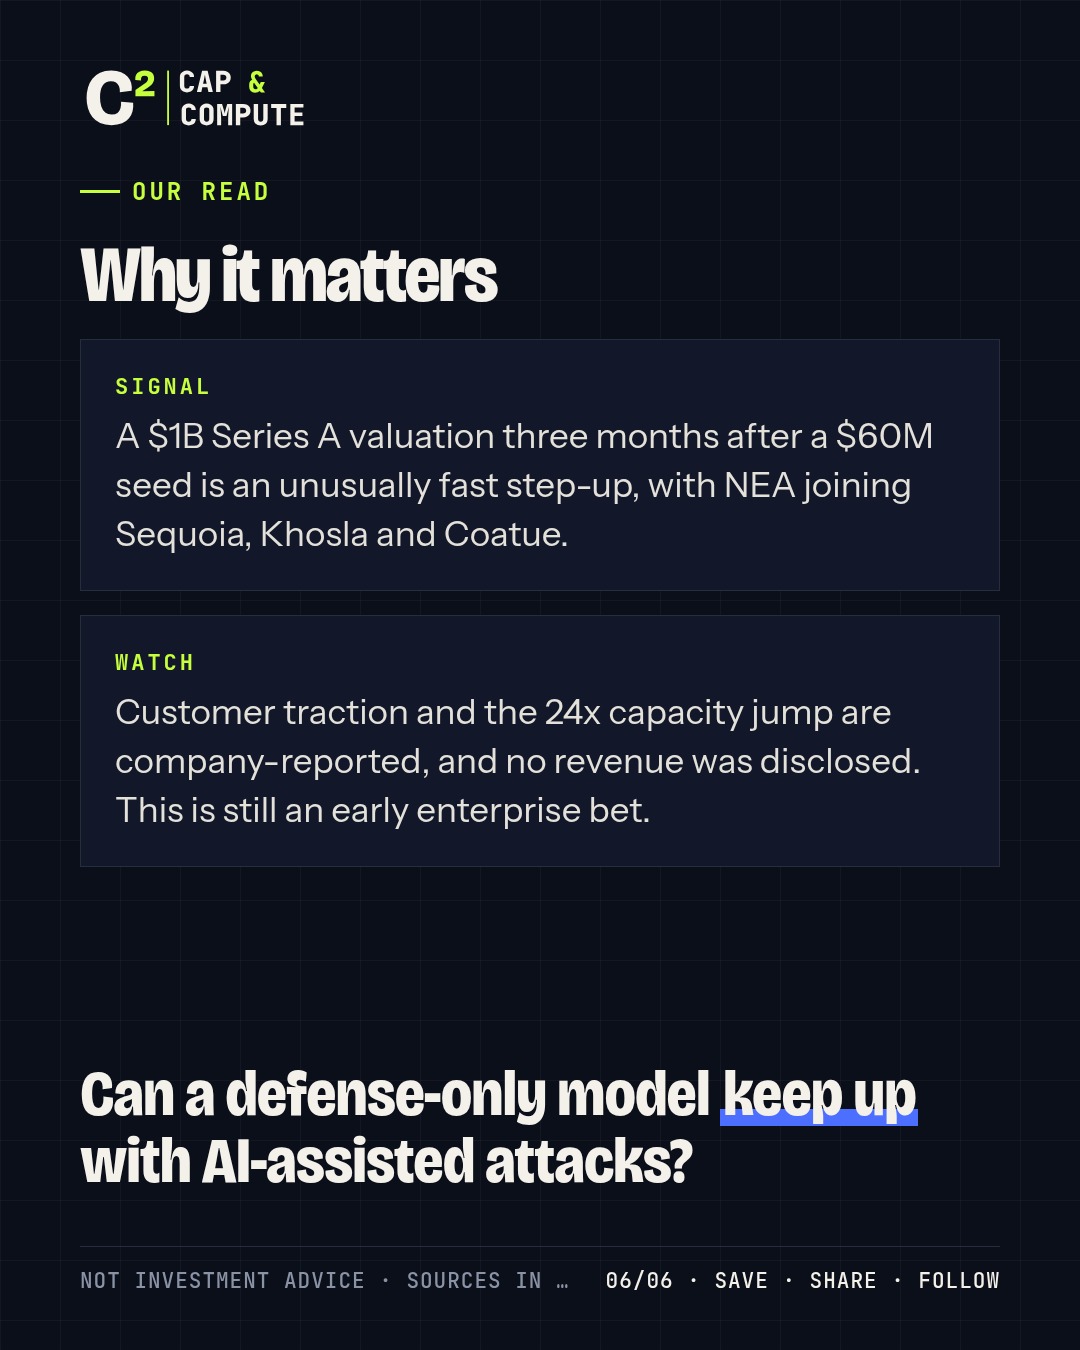 C² CAP &
COMPUTE
OUR READ
Why it matters
SIGNAL
A $1B Series A valuation three months after a $60M
seed is an unusually fast step-up, with NEA joining
Sequoia, Khosla and Coatue.
WATCH
Customer traction and the 24x capacity jump are
company-reported, and no revenue was disclosed.
This is still an early enterprise bet.
Can a defense-only model keep up
with AI-assisted attacks?
NOT INVESTMENT ADVICE · SOURCES IN … 06/06 · SAVE · SHARE · FOLLOW